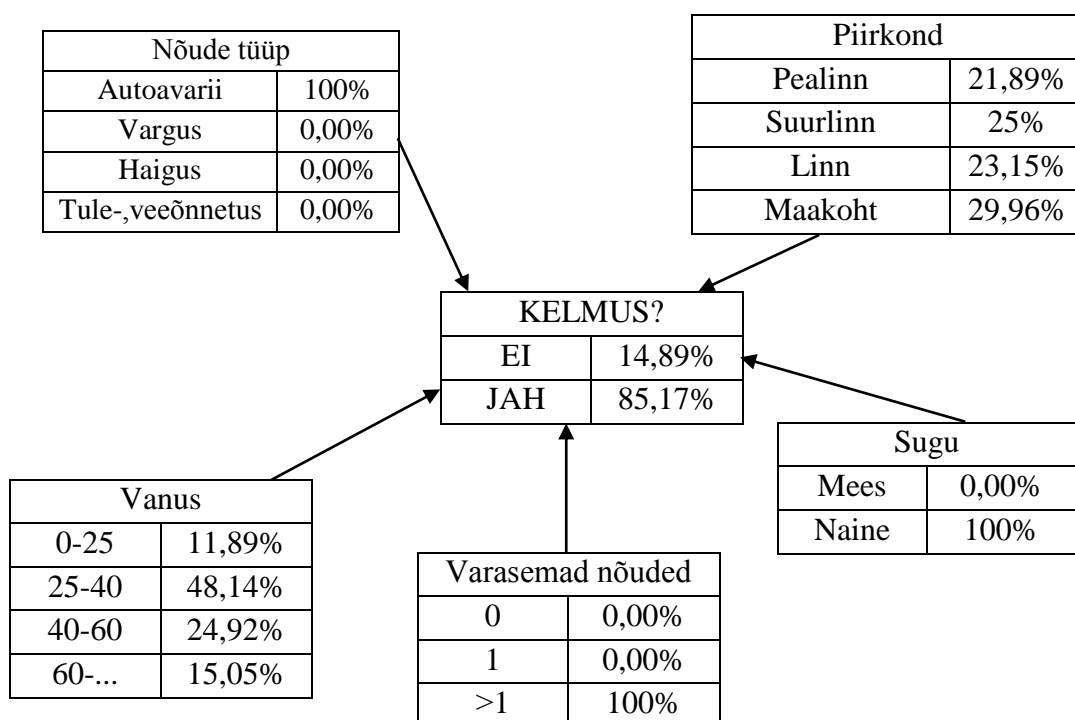 Nõude tüüp
Autoavarii 100%
Vargus 0,00%
Haigus 0,00%
Tule-,veeõnnetus 0,00%
Piirkond
Pealinn 21,89%
Suurlinn 25%
Linn 23,15%
Maakoht 29,96%
KELMUS?
EI 14,89%
JAH 85,17%
Sugu
Mees 0,00%
Naine 100%
Vanus
0-25 11,89%
25-40 48,14%
40-60 24,92%
60-... 15,05%
Varasemad nõuded
0 0,00%
1 0,00%
>1 100%